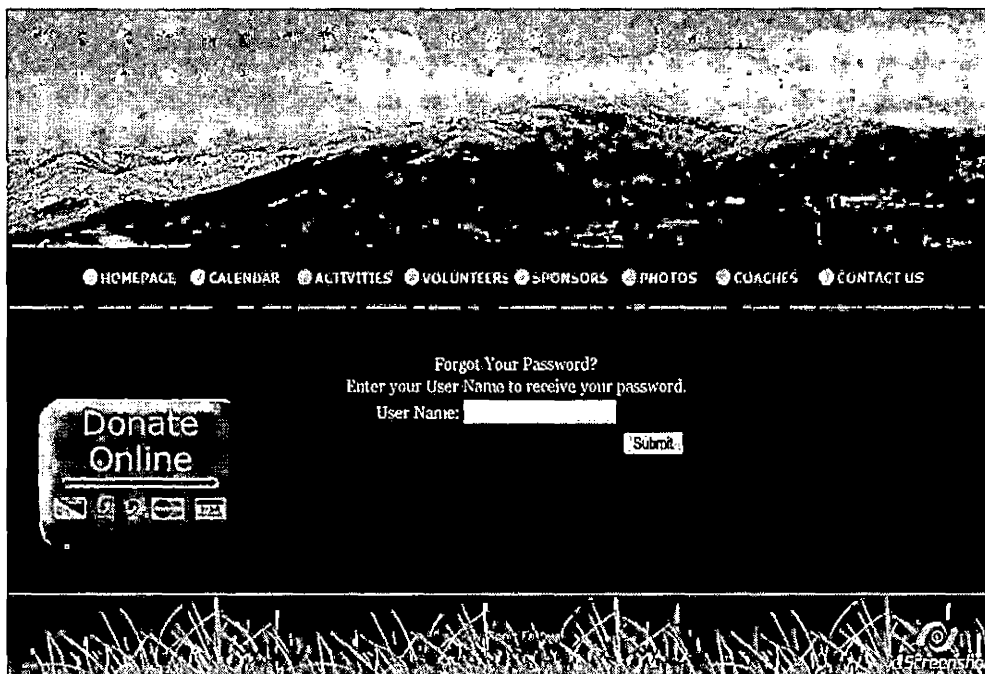 HOMEPAGE CALENDAR ACTIVITIES VOLUNTEERS SPONSORS PHOTOS COACHES CONTACT US
Forgot Your Password?
Enter your User Name to receive your password.
User Name:
Submit
Donate
Online